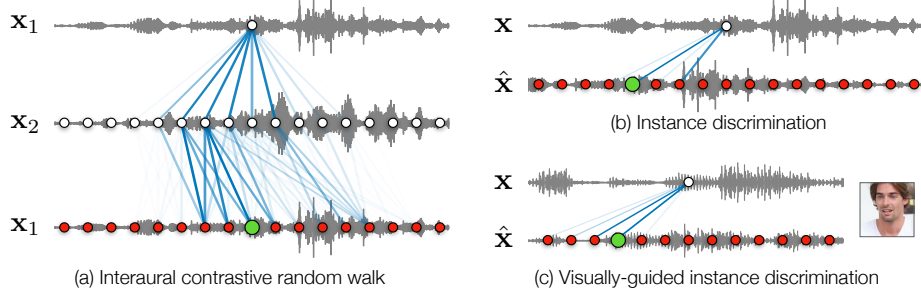 x₁
x₂
x₁
(a) Interaural contrastive random walk
x
x̂
(b) Instance discrimination
x
x̂
(c) Visually-guided instance discrimination